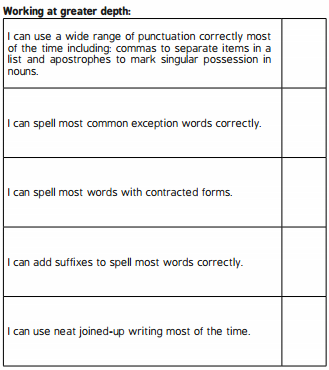 Working at greater depth:
I can use a wide range of punctuation correctly most
of the time including: commas to separate items in a
list and apostrophes to mark singular possession in
nouns.
I can spell most common exception words correctly.
I can spell most words with contracted forms.
I can add suffixes to spell most words correctly.
I can use neat joined-up writing most of the time.